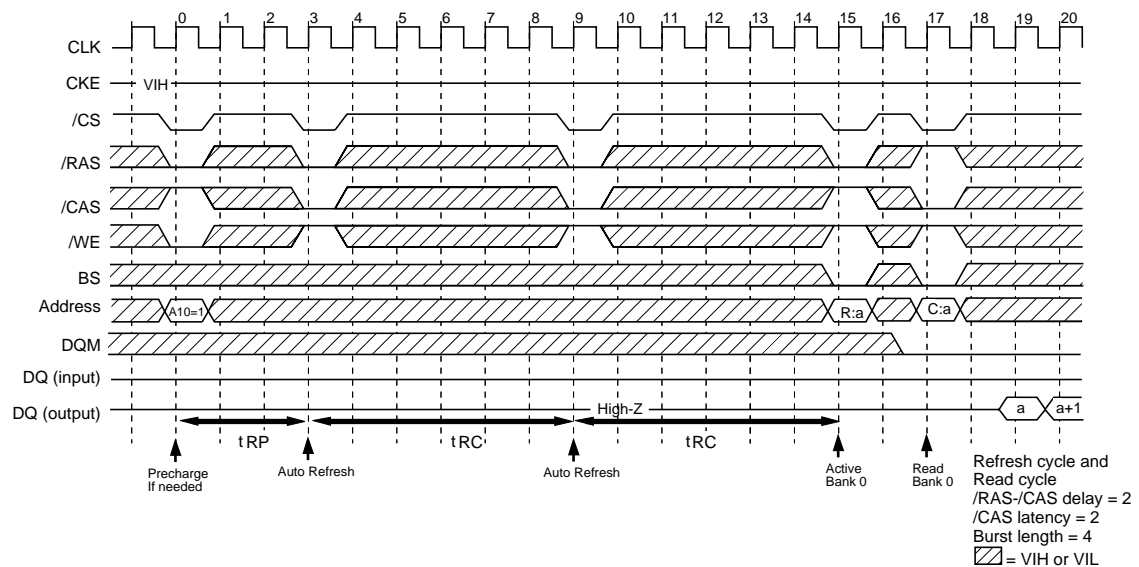 0 1 2 3 4 5 6 7 8 9 10 11 12 13 14 15 16 17 18 19 20
CLK
CKE VIH
/CS
/RAS
/CAS
/WE
BS
Address A10=1 R:a C:a
DQM
DQ (input)
DQ (output) High-Z a a+1
tRP tRC tRC
Precharge
If needed
Auto Refresh
Auto Refresh
Active
Bank 0
Read
Bank 0
Refresh cycle and
Read cycle
/RAS-/CAS delay = 2
/CAS latency = 2
Burst length = 4
= VIH or VIL